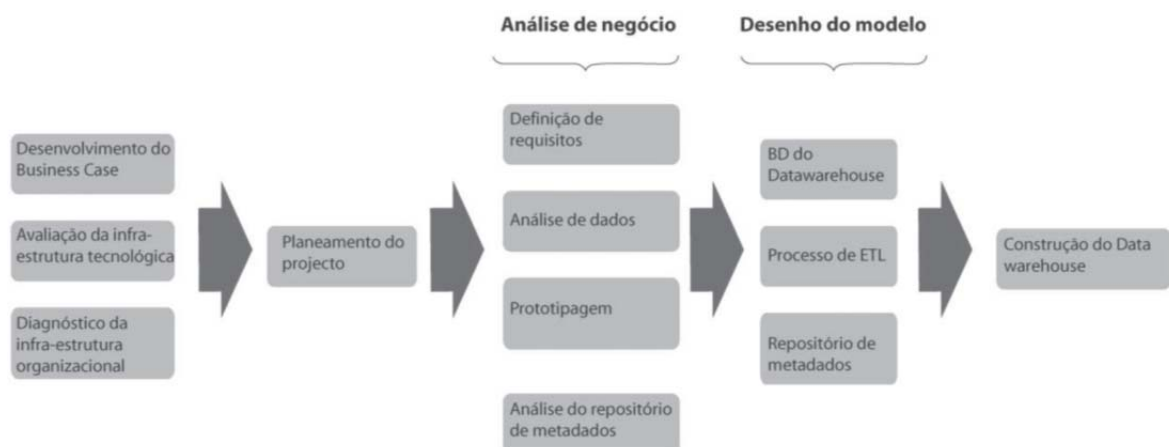 Análise de negócio
Desenho do modelo
Desenvolvimento do
Business Case
Avaliação da infra-
estrutura tecnológica
Diagnóstico da
infra-estrutura
organizacional
Planeamento do
projecto
Definição de
requisitos
Análise de dados
Prototipagem
Análise do repositório
de metadados
BD do
Datawarehouse
Processo de ETL
Repositório de
metadados
Construção do Data
warehouse